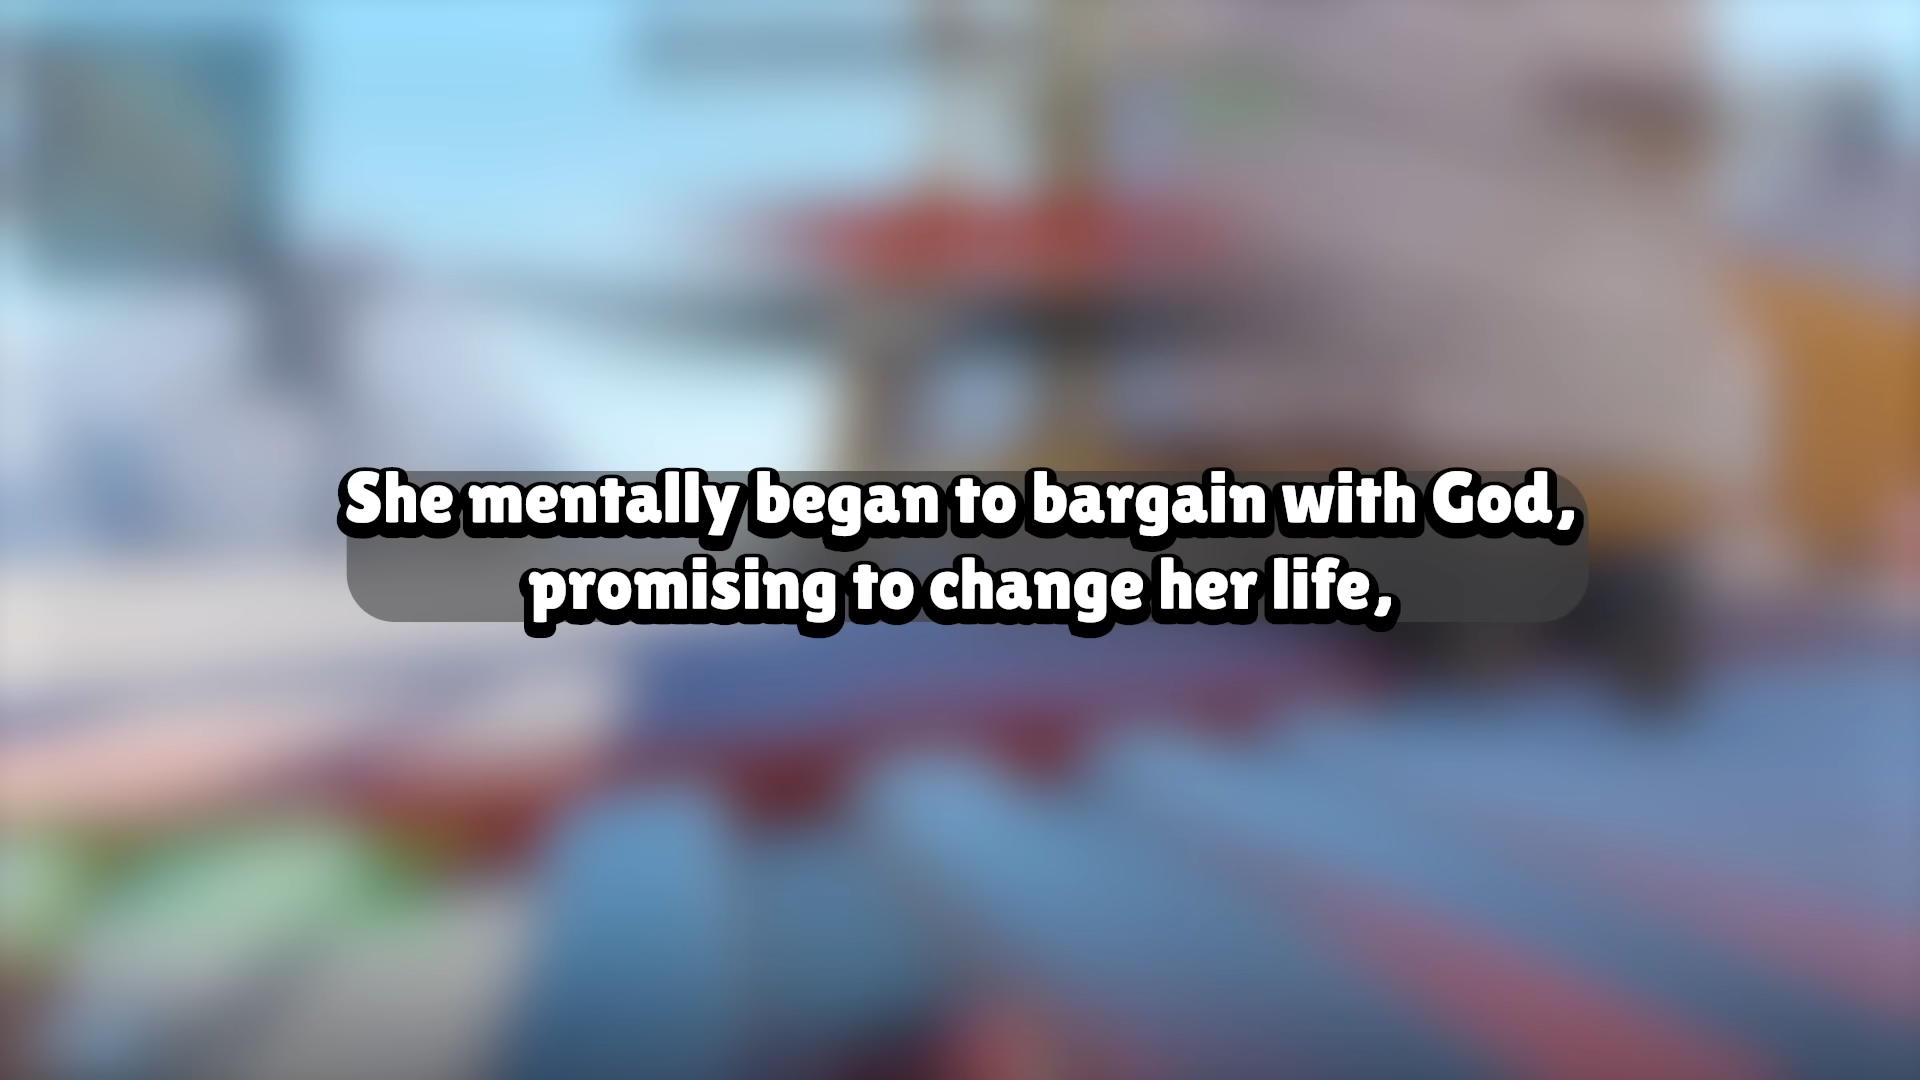 She mentally began to bargain with God,
promising to change her life,